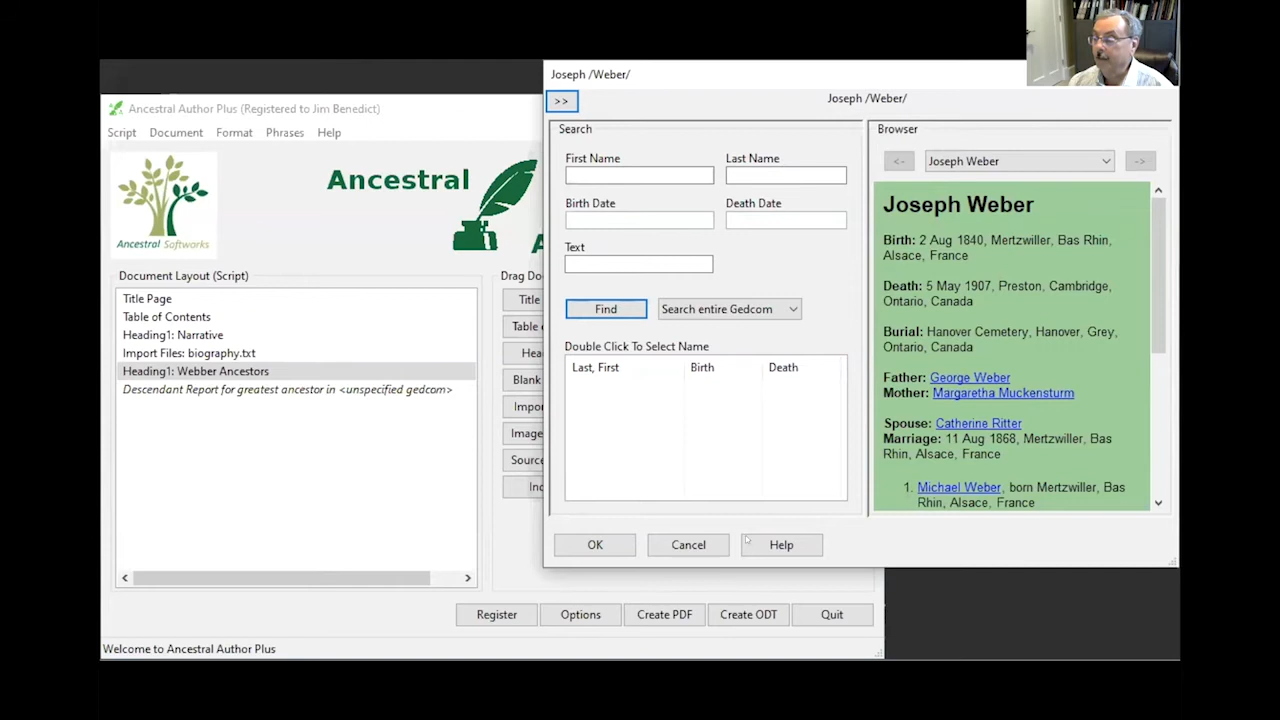 Joseph /Weber/
>>
Joseph /Weber/
Ancestral Author Plus (Registered to Jim Benedict)
Script Document Format Phrases Help
Ancestral
A
Ancestral Softworks
Document Layout (Script)
Title Page
Table of Contents
Heading1: Narrative
Import Files: biography.txt
Heading1: Webber Ancestors
Descendant Report for greatest ancestor in <unspecified gedcom>
Drag Do
Title
Table
Hea
Blank
Impor
Image
Sourc
Inc
Search
First Name Last Name
Birth Date Death Date
Text
Find Search entire Gedcom
Double Click To Select Name
Last, First Birth Death
OK Cancel Help
Browser
<- Joseph Weber ->
Joseph Weber
Birth: 2 Aug 1840, Mertzwiller, Bas Rhin,
Alsace, France
Death: 5 May 1907, Preston, Cambridge,
Ontario, Canada
Burial: Hanover Cemetery, Hanover, Grey,
Ontario, Canada
Father: George Weber
Mother: Margaretha Muckensturm
Spouse: Catherine Ritter
Marriage: 11 Aug 1868, Mertzwiller, Bas
Rhin, Alsace, France
1. Michael Weber, born Mertzwiller, Bas
Rhin, Alsace, France
Register Options Create PDF Create ODT Quit
Welcome to Ancestral Author Plus